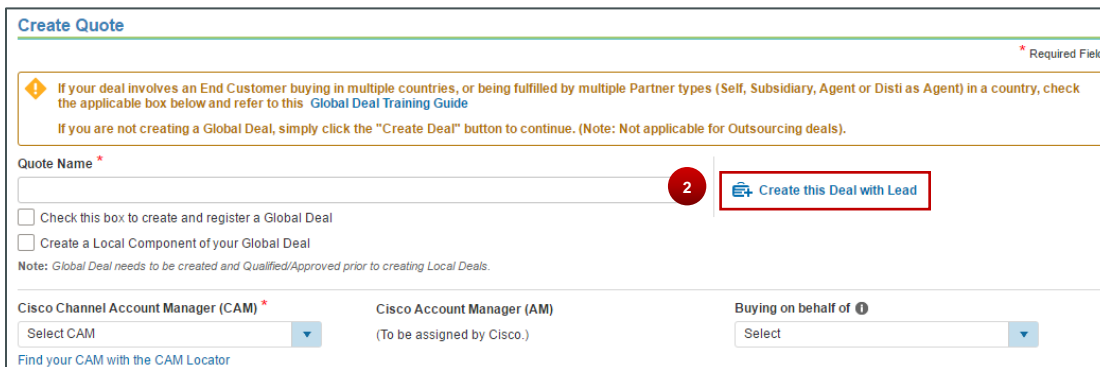 Create Quote
* Required Field
If your deal involves an End Customer buying in multiple countries, or being fulfilled by multiple Partner types (Self, Subsidiary, Agent or Disti as Agent) in a country, check
the applicable box below and refer to this Global Deal Training Guide
If you are not creating a Global Deal, simply click the "Create Deal" button to continue. (Note: Not applicable for Outsourcing deals).
Quote Name *
2
Create this Deal with Lead
Check this box to create and register a Global Deal
Create a Local Component of your Global Deal
Note: Global Deal needs to be created and Qualified/Approved prior to creating Local Deals.
Cisco Channel Account Manager (CAM) *
Cisco Account Manager (AM)
Buying on behalf of
Select CAM
(To be assigned by Cisco.)
Select
Find your CAM with the CAM Locator